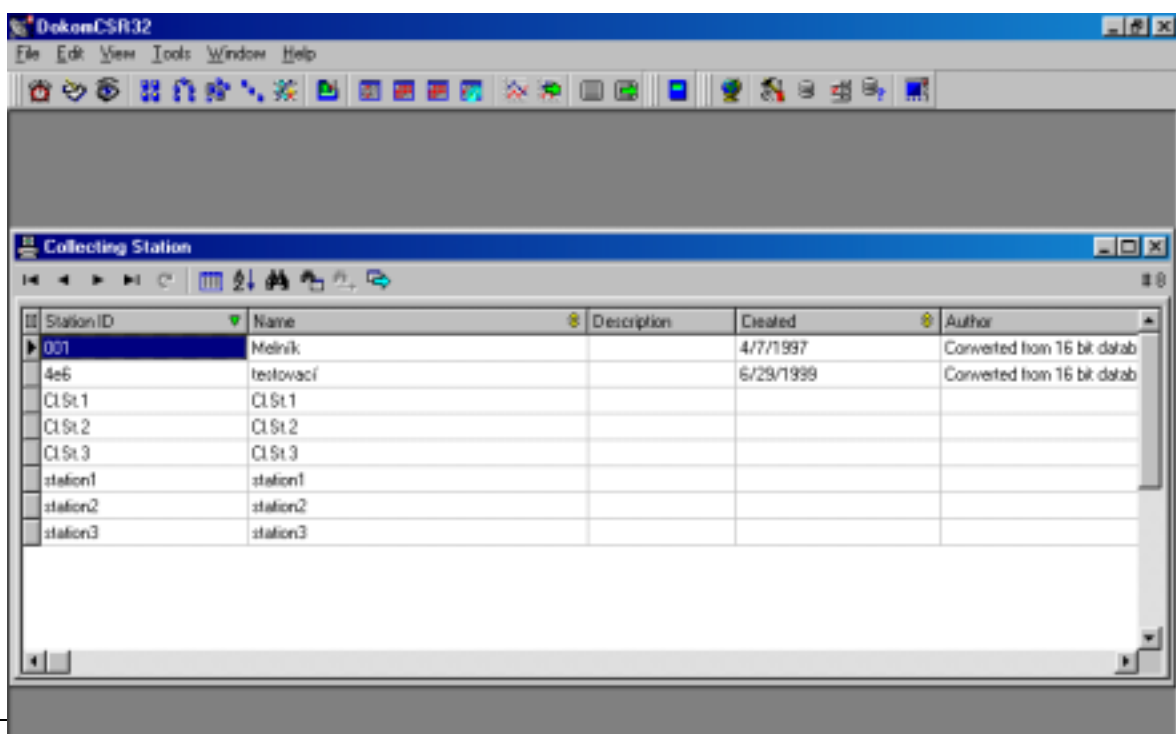 DokomCSR32
File Edit View Tools Window Help
Collecting Station
# 8
Station ID Name Description Created Author
001 Melník 4/7/1997 Converted from 16 bit datab
4e6 testovací 6/29/1999 Converted from 16 bit datab
Cl.St.1 Cl.St.1
Cl.St.2 Cl.St.2
Cl.St.3 Cl.St.3
station1 station1
station2 station2
station3 station3